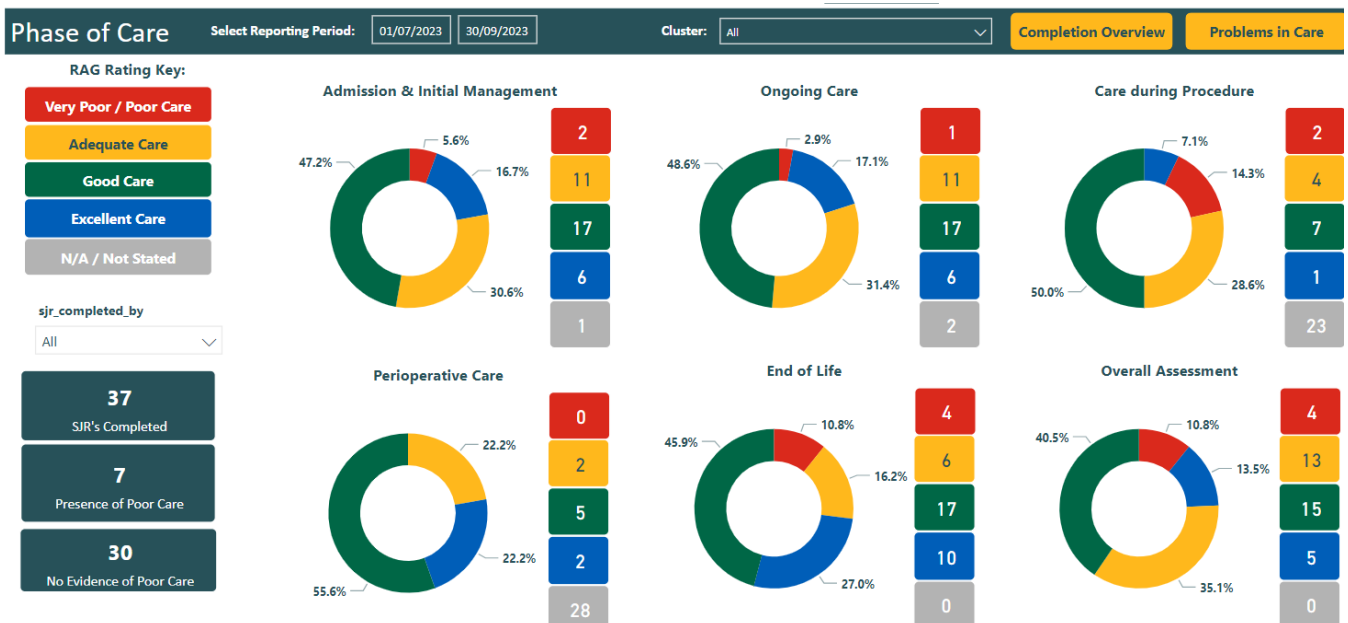 Phase of Care
Select Reporting Period:
01/07/2023
30/09/2023
Cluster:
All
Completion Overview
Problems in Care
RAG Rating Key:
Very Poor / Poor Care
Adequate Care
Good Care
Excellent Care
N/A / Not Stated
sjr_completed_by
All
37
SJR's Completed
7
Presence of Poor Care
30
No Evidence of Poor Care
Admission & Initial Management
5.6%
16.7%
30.6%
47.2%
2
11
17
6
1
Ongoing Care
2.9%
17.1%
31.4%
48.6%
1
11
17
6
2
Care during Procedure
7.1%
14.3%
28.6%
50.0%
2
4
7
1
23
Perioperative Care
22.2%
22.2%
55.6%
0
2
5
2
28
End of Life
10.8%
16.2%
27.0%
45.9%
4
6
17
10
0
Overall Assessment
10.8%
13.5%
35.1%
40.5%
4
13
15
5
0